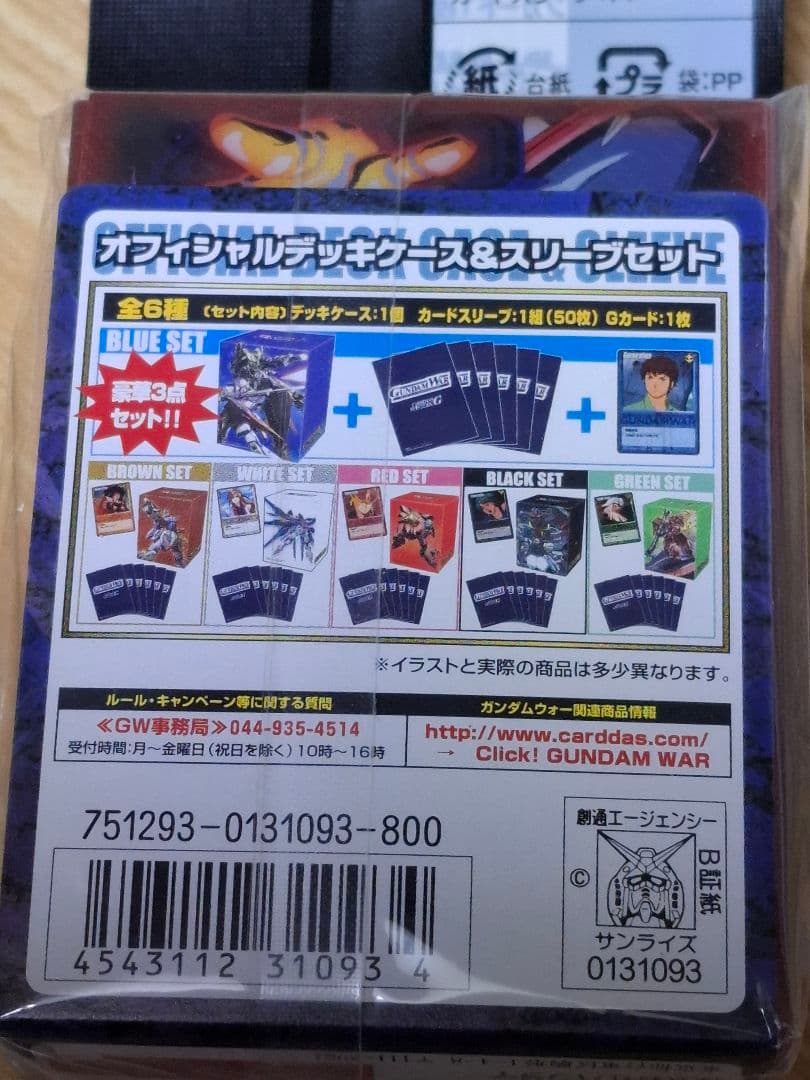 紙 台紙 プラ 袋:PP
OFFICIAL DECK CASE & SLEEVE
オフィシャルデッキケース&スリーブセット
全6種 (セット内容)デッキケース:1個 カードスリーブ:1組(50枚) Gカード:1枚
BLUE SET
豪華3点
セット!!
GUNDAM WAR
+
+
Generation
GUNDAM WAR
BROWN SET
WHITE SET
RED SET
BLACK SET
GREEN SET
※イラストと実際の商品は多少異なります。
ルール・キャンペーン等に関する質問
≪GW事務局≫044-935-4514
受付時間:月～金曜日(祝日を除く)10時～16時
ガンダムウォー関連商品情報
http://www.carddas.com/
→ Click! GUNDAM WAR
751293-0131093-800
4543112 310934
創通エージェンシー
B証紙
©
サンライズ
0131093